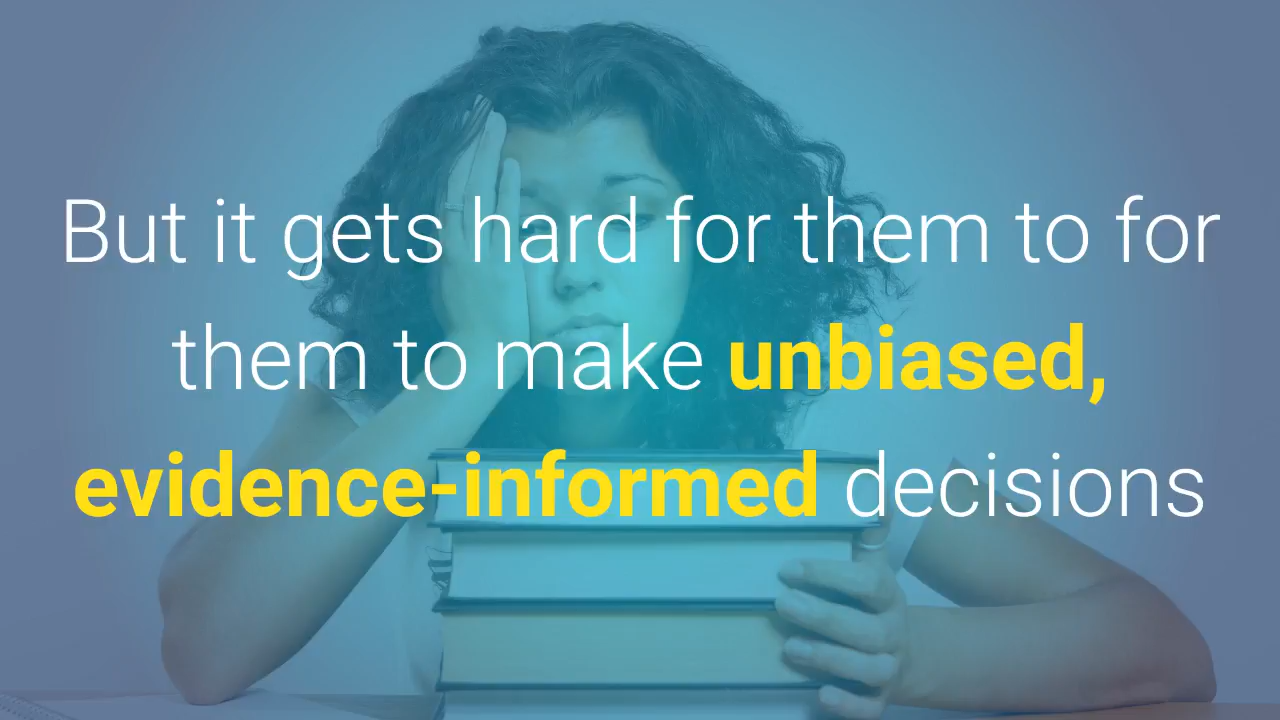 But it gets hard for them to for
them to make unbiased,
evidence-informed decisions